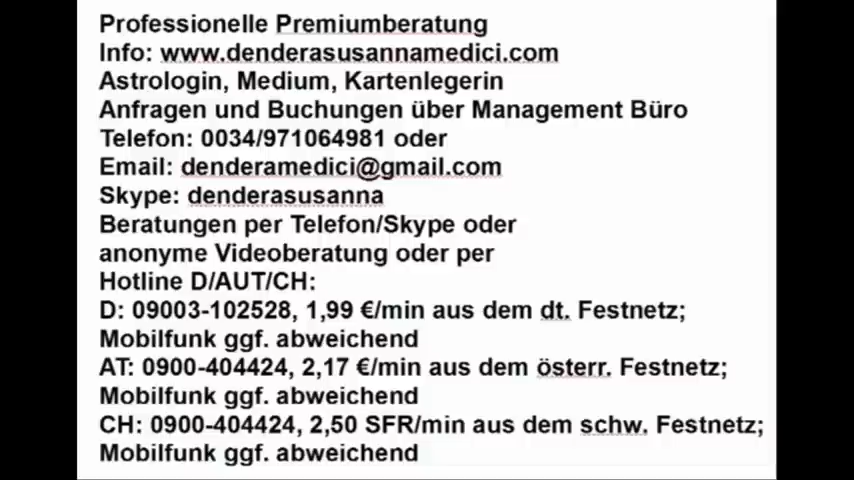 Professionelle Premiumberatung
Info: www.denderasusannamedici.com
Astrologin, Medium, Kartenlegerin
Anfragen und Buchungen über Management Büro
Telefon: 0034/971064981 oder
Email: denderamedici@gmail.com
Skype: denderasusanna
Beratungen per Telefon/Skype oder
anonyme Videoberatung oder per
Hotline D/AUT/CH:
D: 09003-102528, 1,99 €/min aus dem dt. Festnetz;
Mobilfunk ggf. abweichend
AT: 0900-404424, 2,17 €/min aus dem österr. Festnetz;
Mobilfunk ggf. abweichend
CH: 0900-404424, 2,50 SFR/min aus dem schw. Festnetz;
Mobilfunk ggf. abweichend